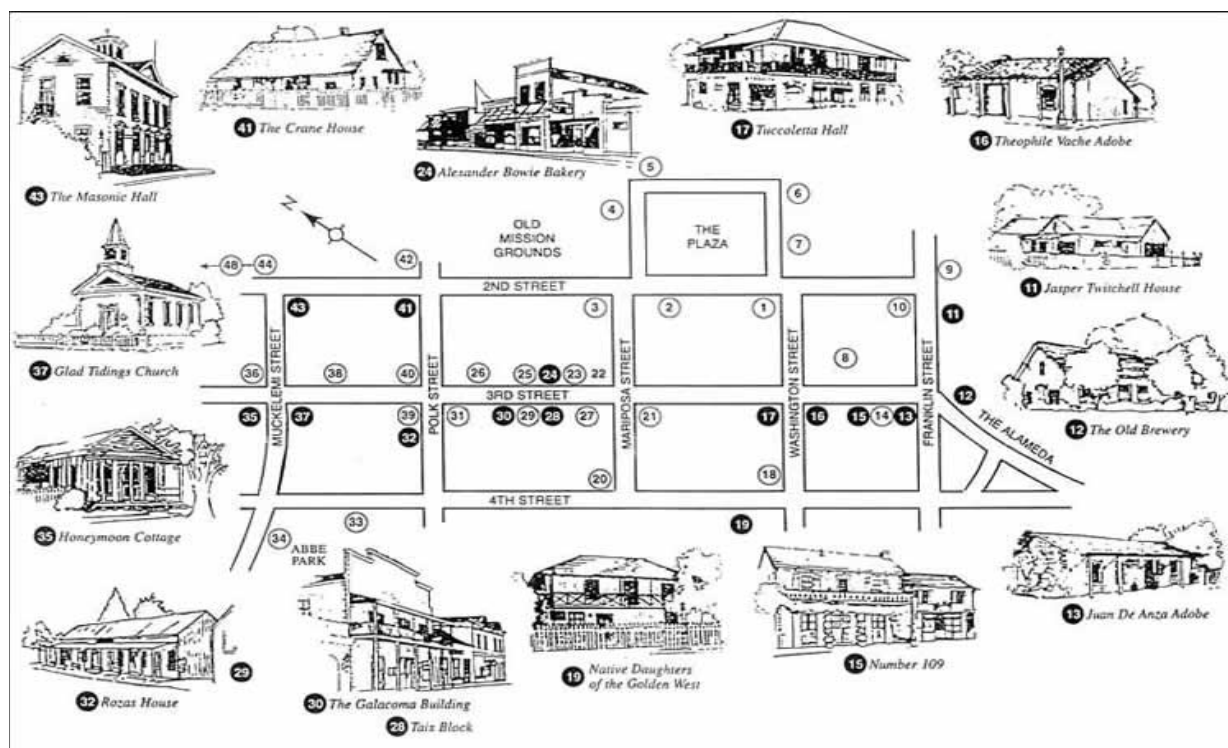 43 The Masonic Hall
41 The Crane House
24 Alexander Bowie Bakery
17 Tuccoletta Hall
16 Theophile Vache Adobe
37 Glad Tidings Church
N
OLD
MISSION
GROUNDS
THE
PLAZA
5
4
6
7
48
44
42
9
11 Jasper Twitchell House
2ND STREET
43
41
3
2
1
10
11
8
36
38
40
26
25
24
23
22
3RD STREET
12
12 The Old Brewery
MUCKELEMI STREET
POLK STREET
MARIPOSA STREET
WASHINGTON STREET
FRANKLIN STREET
THE ALAMEDA
35
37
39
32
31
30
29
28
27
21
17
16
15
14
13
20
18
4TH STREET
35 Honeymoon Cottage
34
33
ABBE
PARK
19
13 Juan De Anza Adobe
32 Rozas House
29
30 The Galacoma Building
28 Taix Block
19 Native Daughters
of the Golden West
15 Number 109